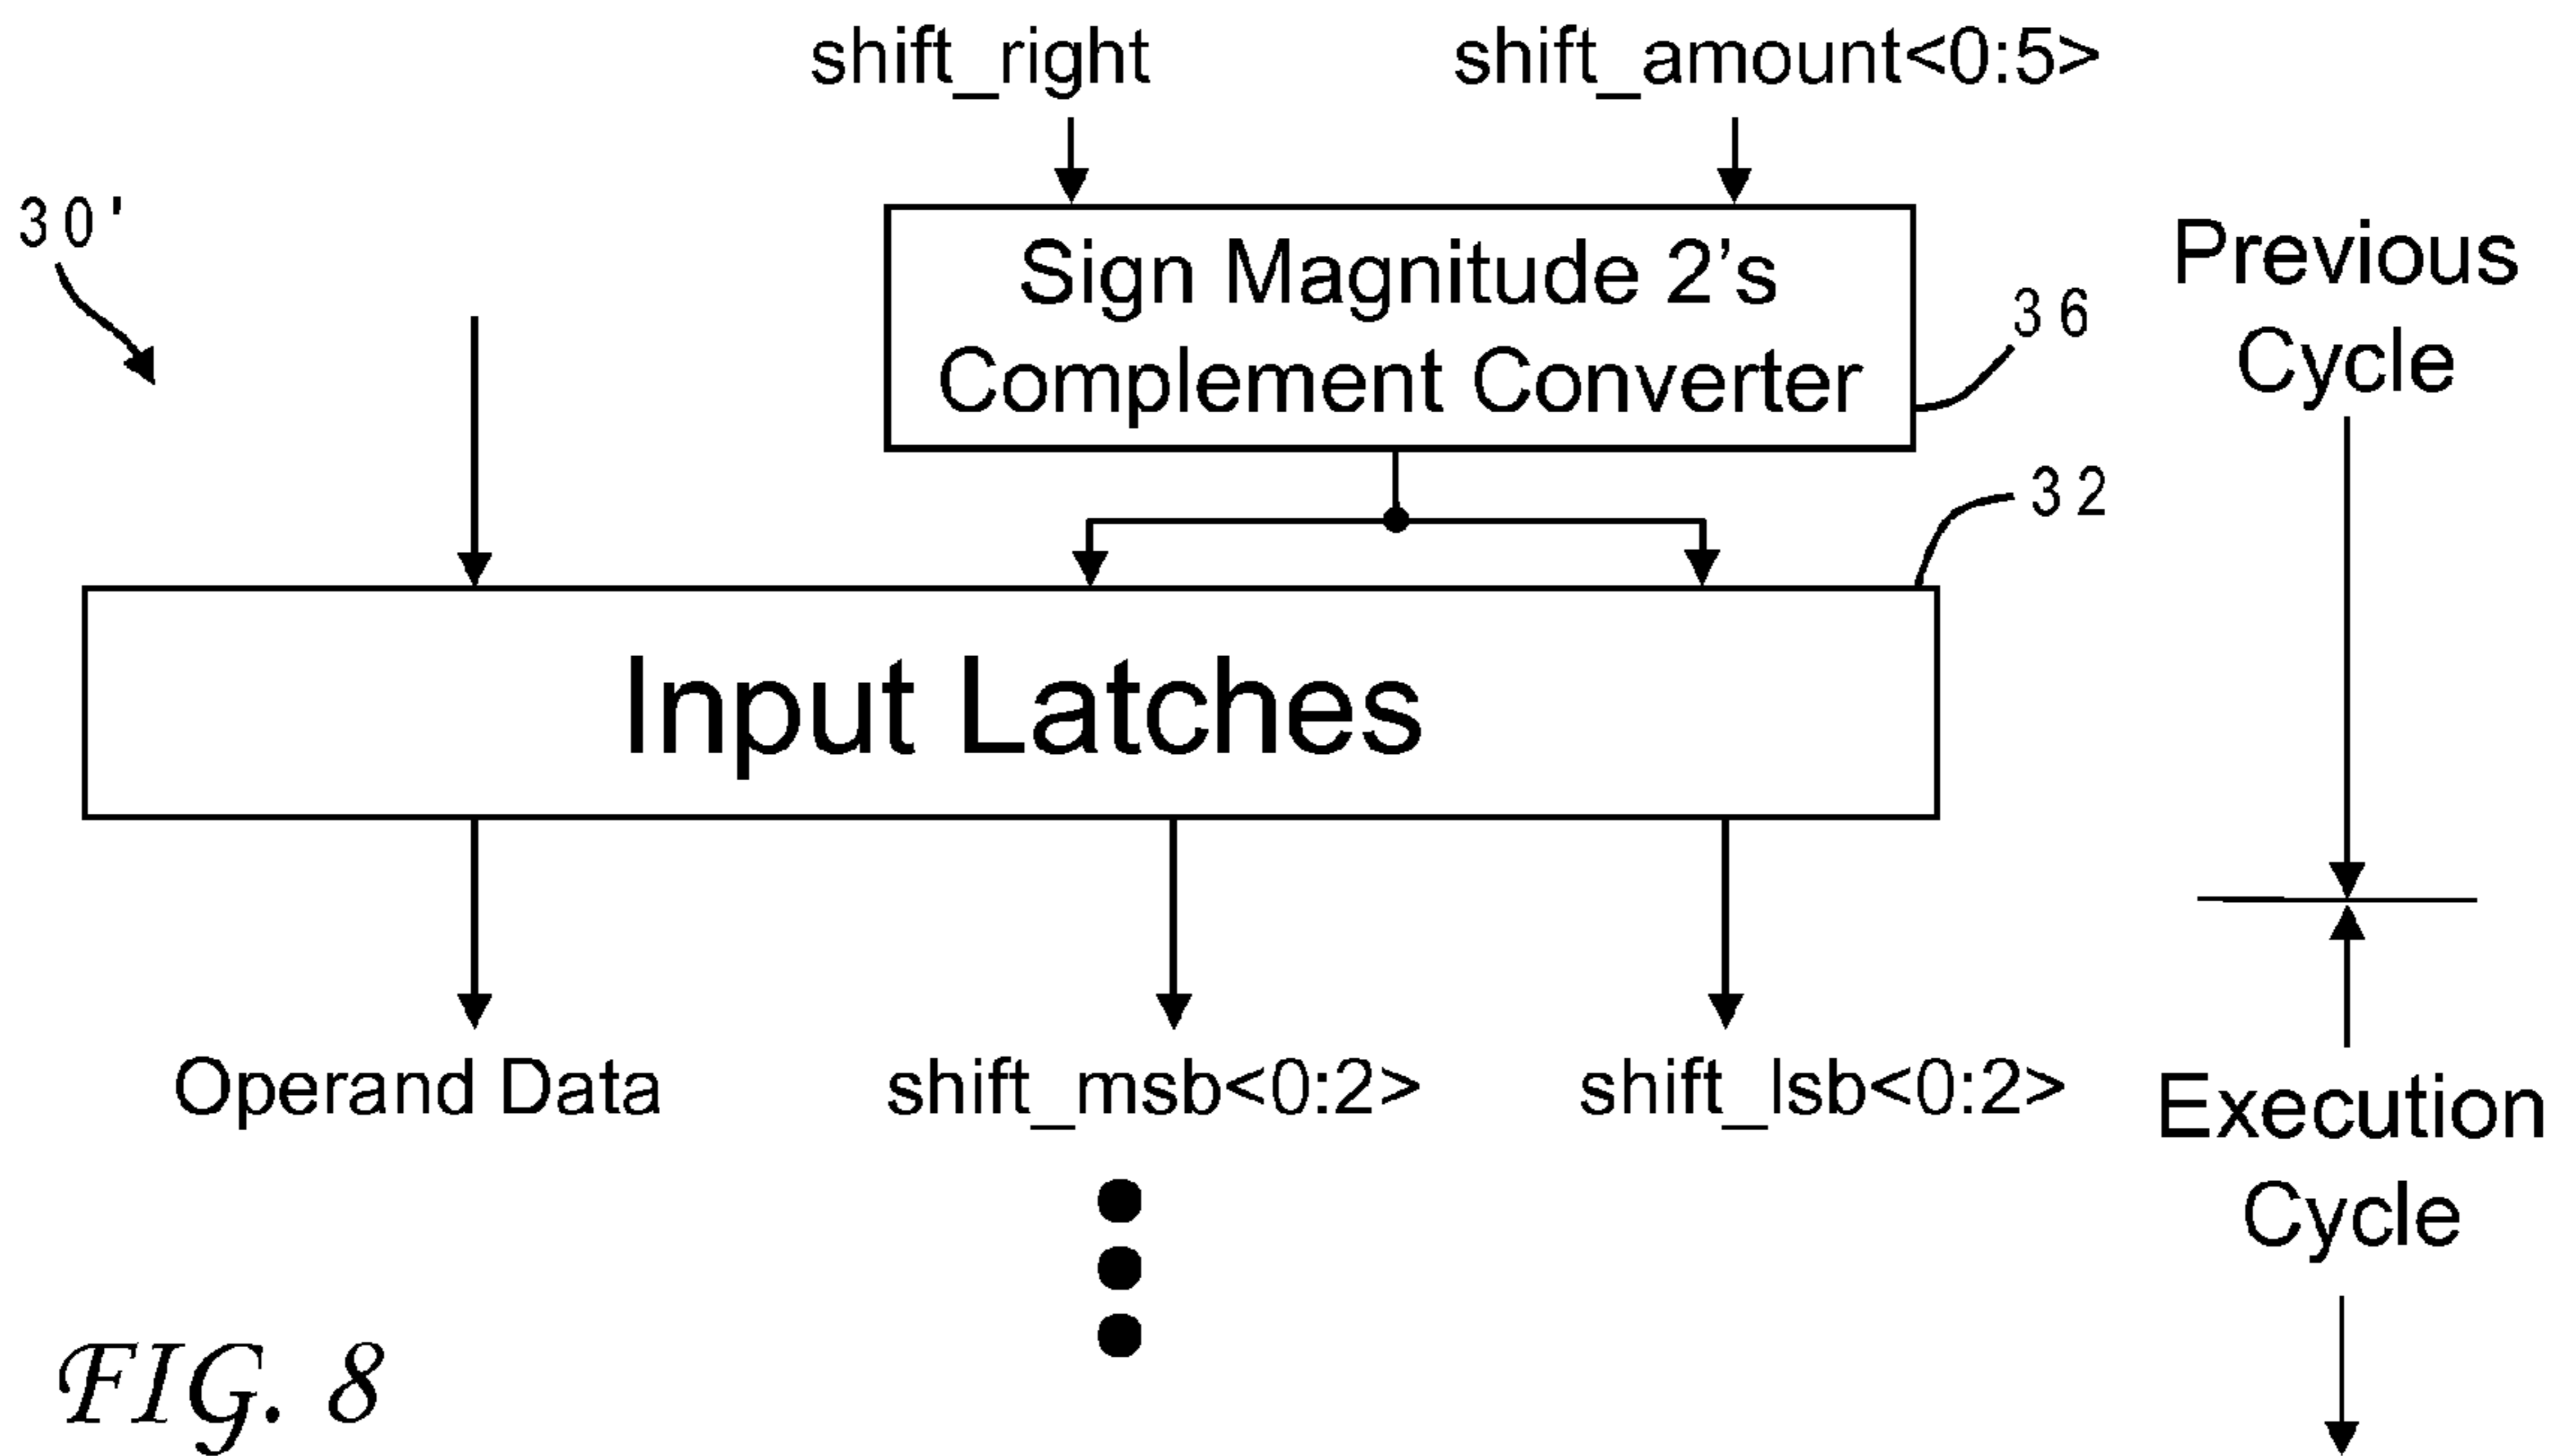 shift_right shift_amount<0:5>
30'
Sign Magnitude 2’s
Complement Converter
36
Previous
Cycle
32
Input Latches
Operand Data shift_msb<0:2> shift_lsb<0:2>
Execution
Cycle
FIG. 8